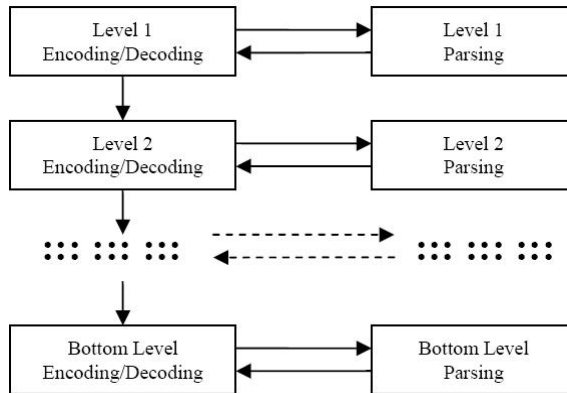 Level 1
Encoding/Decoding
Level 1
Parsing
Level 2
Encoding/Decoding
Level 2
Parsing
Bottom Level
Encoding/Decoding
Bottom Level
Parsing